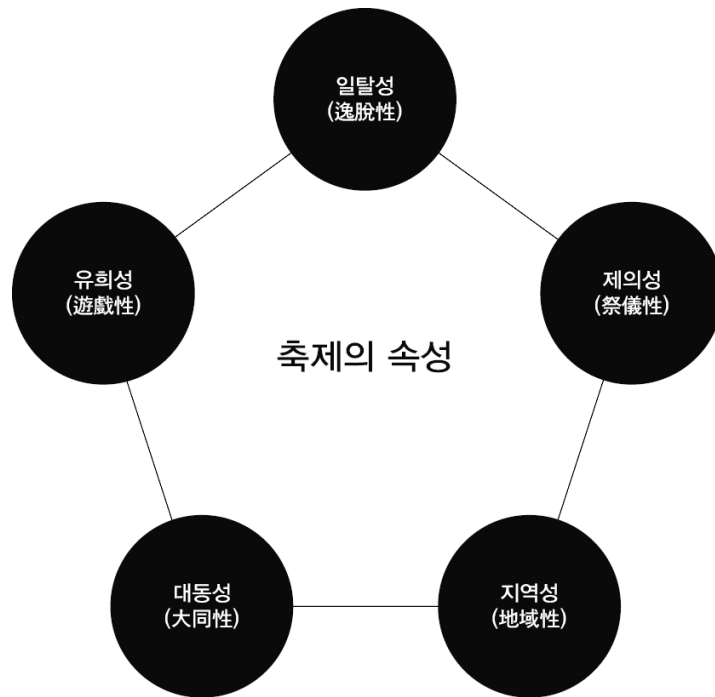 일탈성
(逸脫性)
유희성
(遊戲性)
제의성
(祭儀性)
축제의 속성
대동성
(大同性)
지역성
(地域性)